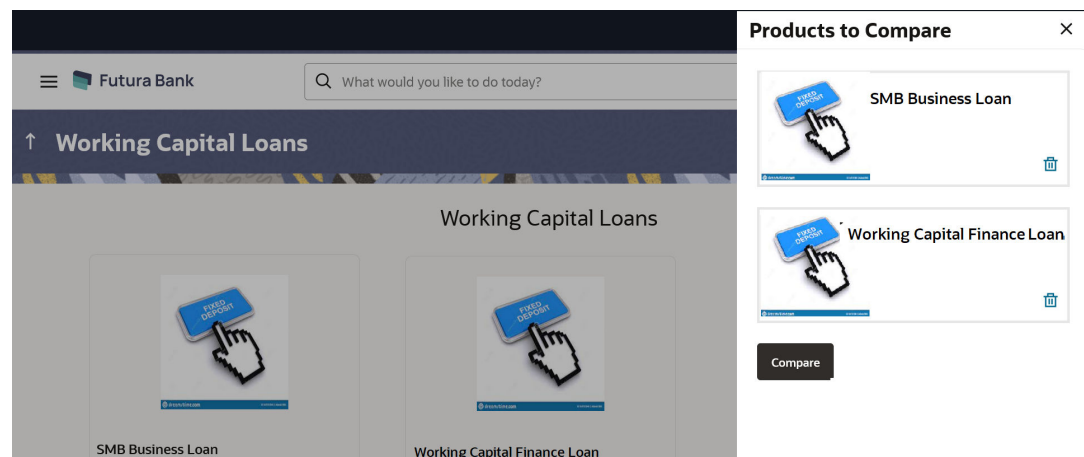 Products to Compare
Futura Bank
What would you like to do today?
Working Capital Loans
Working Capital Loans
FIXED DEPOSIT
SMB Business Loan
FIXED DEPOSIT
Working Capital Finance Loan
FIXED DEPOSIT
SMB Business Loan
FIXED DEPOSIT
Working Capital Finance Loan
Compare